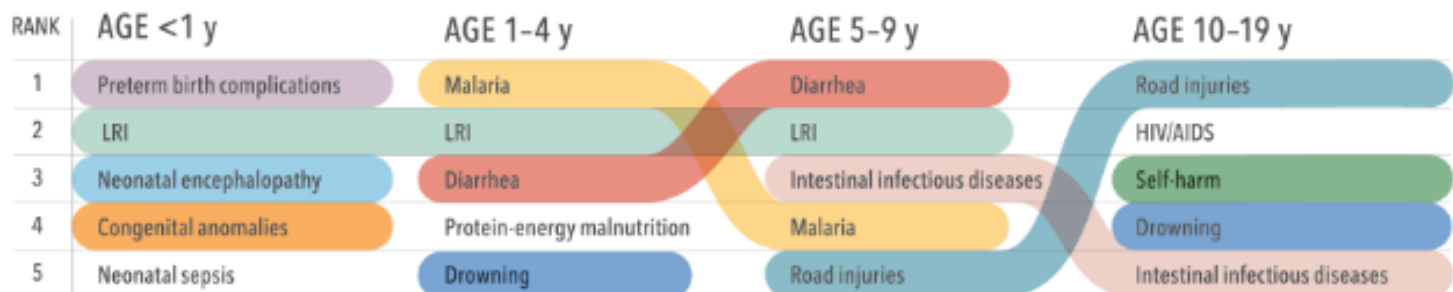 RANK AGE <1 y AGE 1–4 y AGE 5–9 y AGE 10–19 y
1 Preterm birth complications Malaria Diarrhea Road injuries
2 LRI LRI LRI HIV/AIDS
3 Neonatal encephalopathy Diarrhea Intestinal infectious diseases Self-harm
4 Congenital anomalies Protein-energy malnutrition Malaria Drowning
5 Neonatal sepsis Drowning Road injuries Intestinal infectious diseases